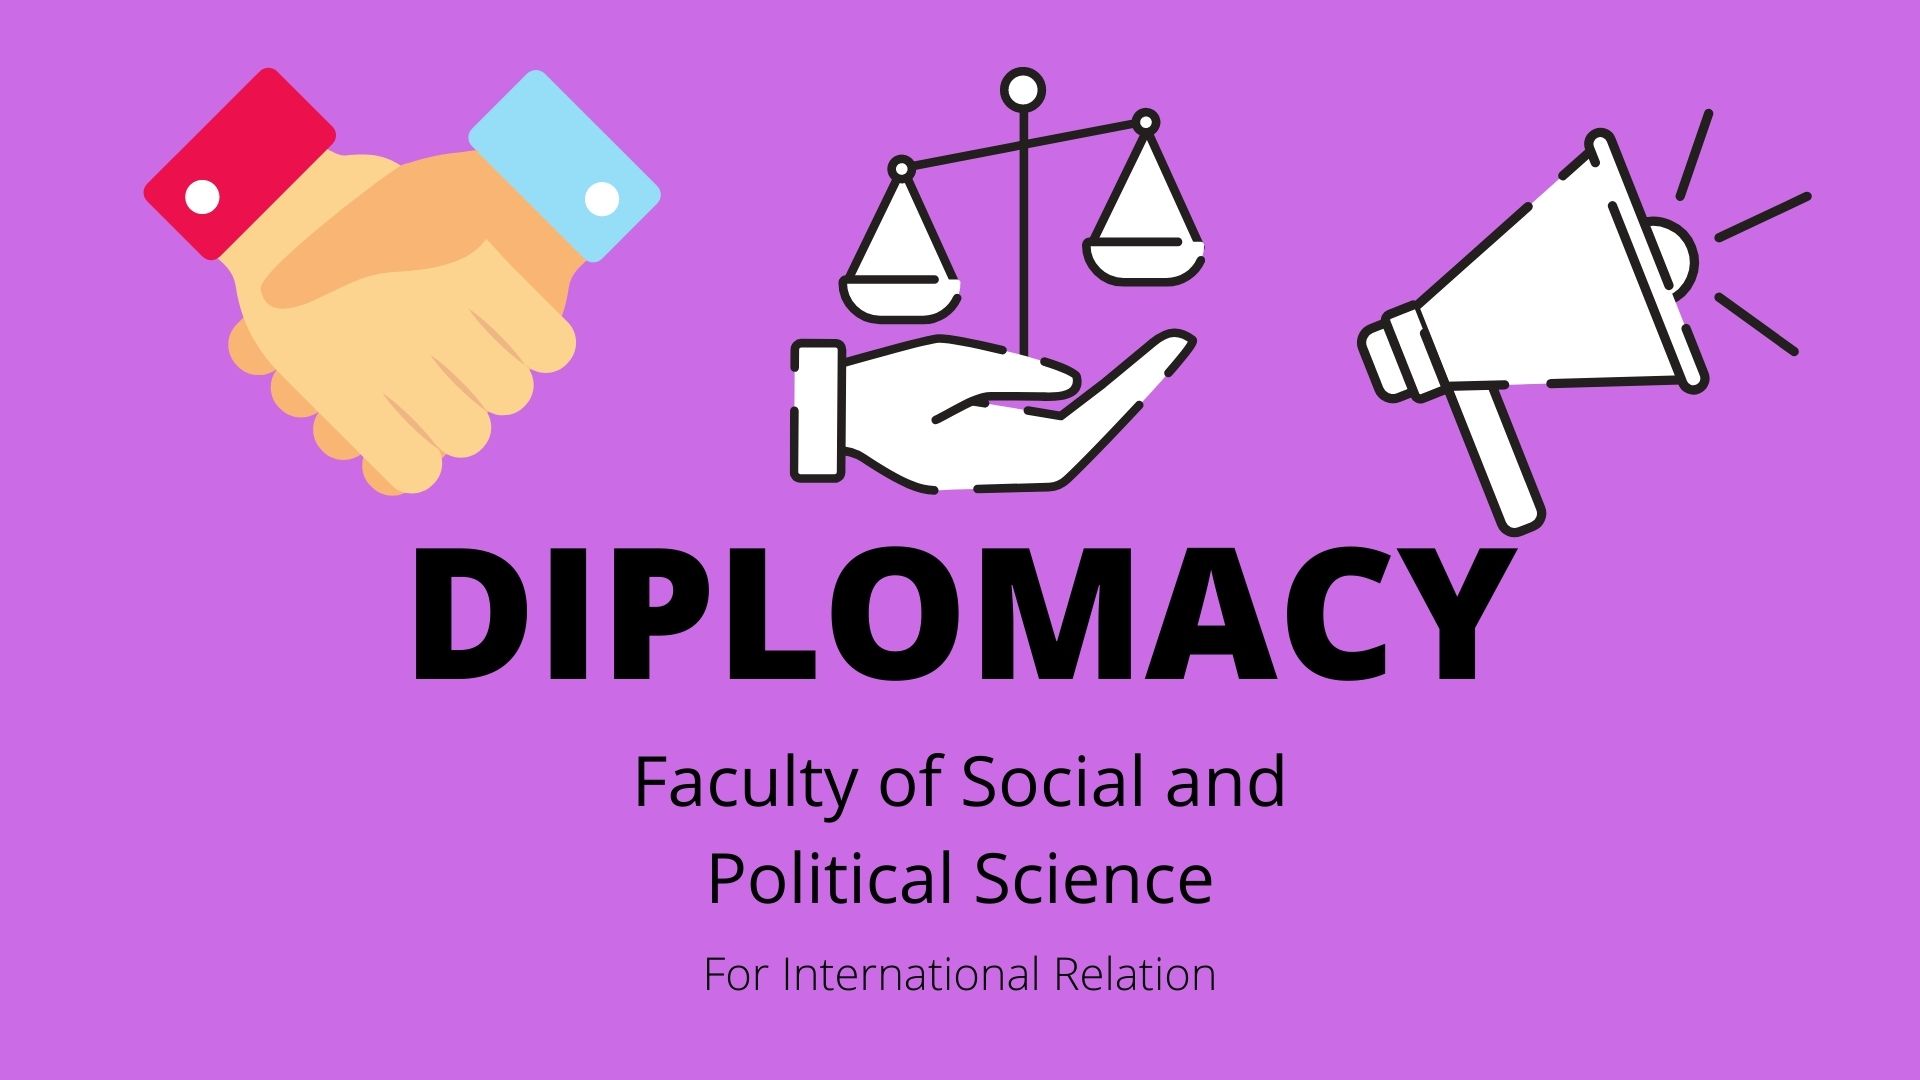 DIPLOMACY
Faculty of Social and
Political Science
For International Relation